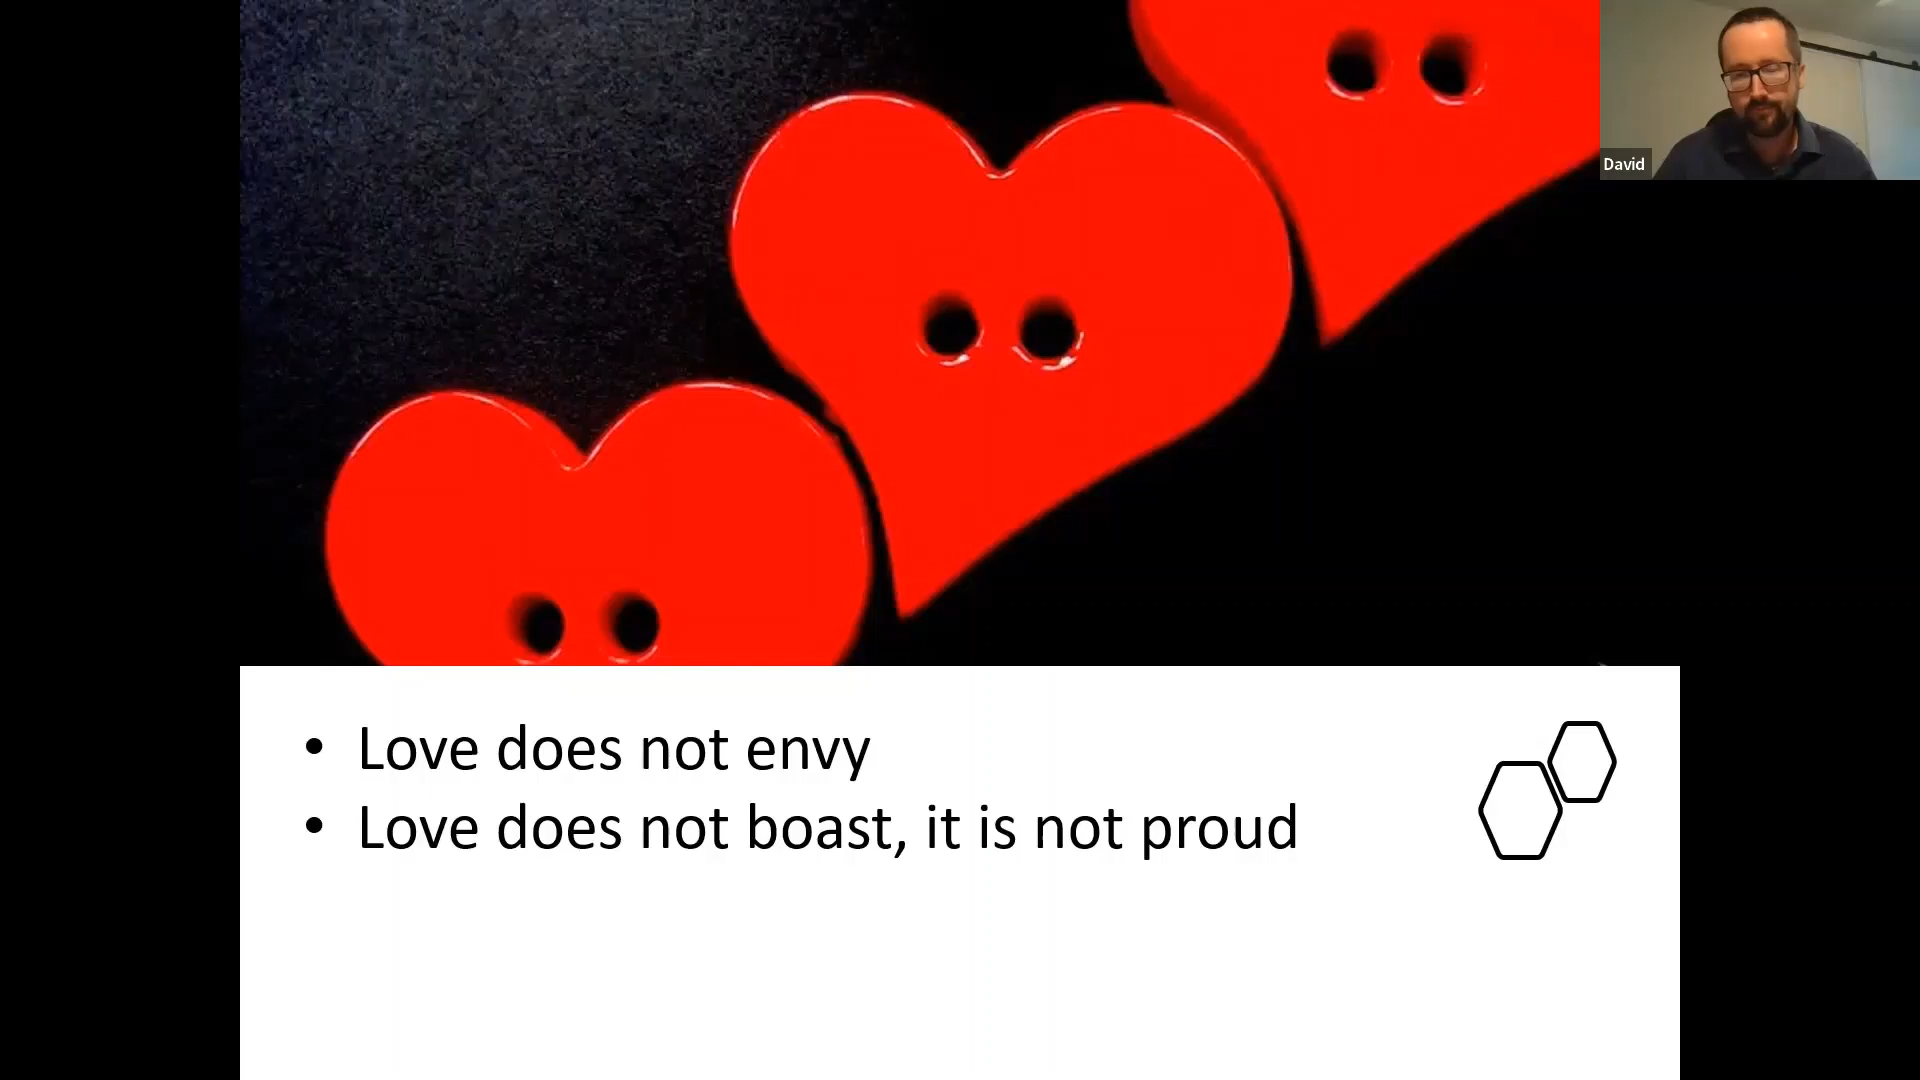 David
• Love does not envy
• Love does not boast, it is not proud